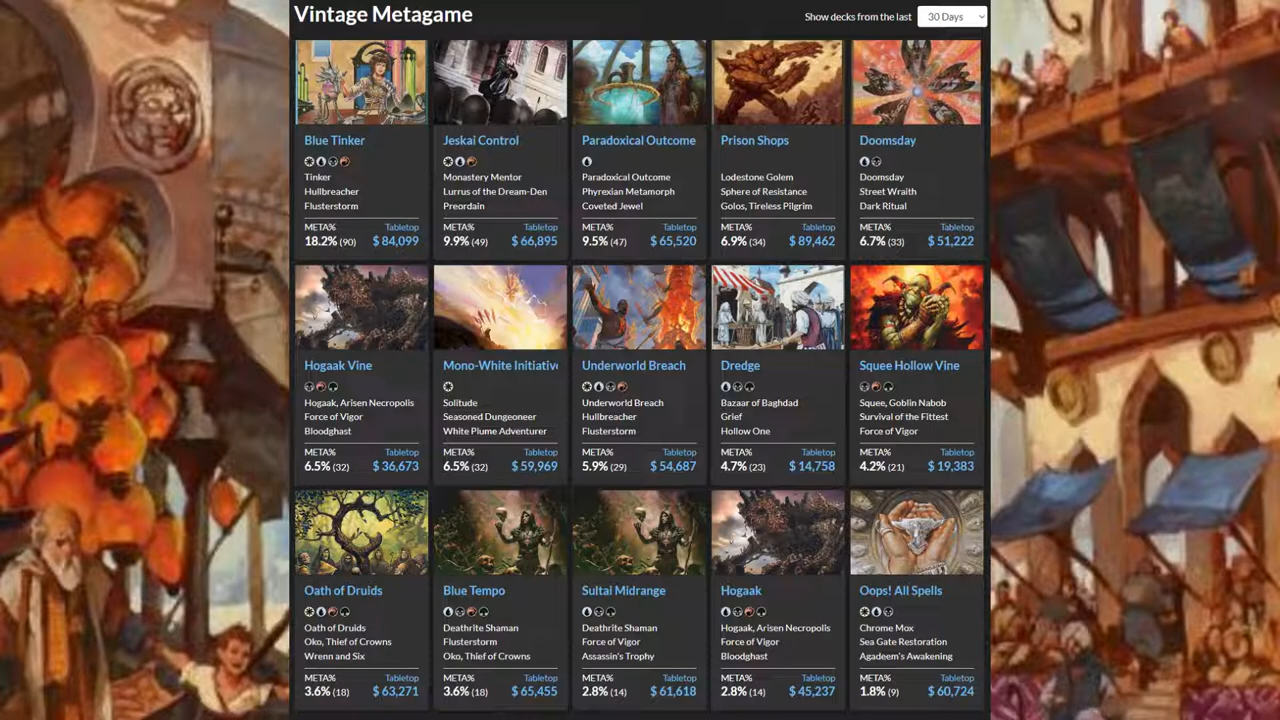 Vintage Metagame
Show decks from the last 30 Days
Blue Tinker
Tinker
Hullbreacher
Flusterstorm
META% Tabletop
18.2% (90) $ 84,099
Jeskai Control
Monastery Mentor
Lurrus of the Dream-Den
Preordain
META% Tabletop
9.9% (49) $ 66,895
Paradoxical Outcome
Paradoxical Outcome
Phyrexian Metamorph
Coveted Jewel
META% Tabletop
9.5% (47) $ 65,520
Prison Shops
Lodestone Golem
Sphere of Resistance
Golos, Tireless Pilgrim
META% Tabletop
6.9% (34) $ 89,462
Doomsday
Doomsday
Street Wraith
Dark Ritual
META% Tabletop
6.7% (33) $ 51,222
Hogaak Vine
Hogaak, Arisen Necropolis
Force of Vigor
Bloodghast
META% Tabletop
6.5% (32) $ 36,673
Mono-White Initiative
Solitude
Seasoned Dungeoneer
White Plume Adventurer
META% Tabletop
6.5% (32) $ 59,969
Underworld Breach
Underworld Breach
Hullbreacher
Flusterstorm
META% Tabletop
5.9% (29) $ 54,687
Dredge
Bazaar of Baghdad
Grief
Hollow One
META% Tabletop
4.7% (23) $ 14,758
Squee Hollow Vine
Squee, Goblin Nabob
Survival of the Fittest
Force of Vigor
META% Tabletop
4.2% (21) $ 19,383
Oath of Druids
Oath of Druids
Oko, Thief of Crowns
Wrenn and Six
META% Tabletop
3.6% (18) $ 63,271
Blue Tempo
Deathrite Shaman
Flusterstorm
Oko, Thief of Crowns
META% Tabletop
3.6% (18) $ 65,455
Sultai Midrange
Deathrite Shaman
Force of Vigor
Assassin's Trophy
META% Tabletop
2.8% (14) $ 61,618
Hogaak
Hogaak, Arisen Necropolis
Force of Vigor
Bloodghast
META% Tabletop
2.8% (14) $ 45,237
Oops! All Spells
Chrome Mox
Sea Gate Restoration
Agadeem's Awakening
META% Tabletop
1.8% (9) $ 60,724